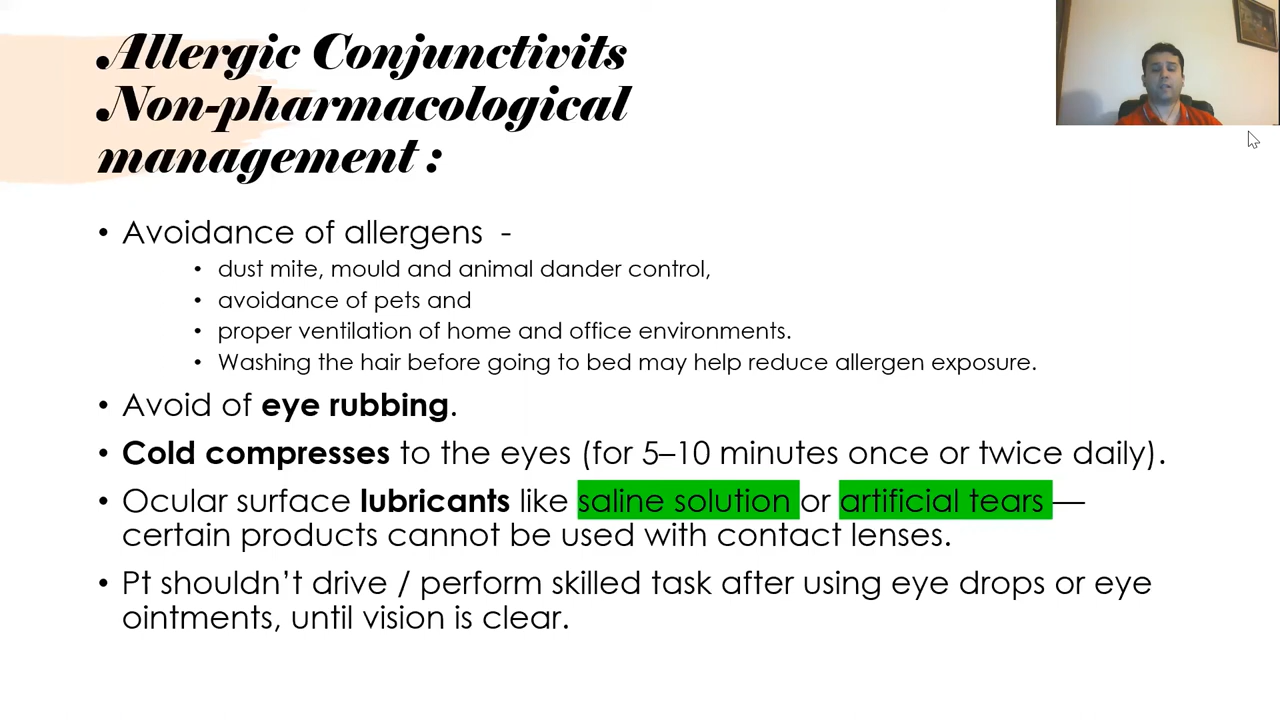 Allergic Conjunctivits
Non-pharmacological
management :
• Avoidance of allergens -
• dust mite, mould and animal dander control,
• avoidance of pets and
• proper ventilation of home and office environments.
• Washing the hair before going to bed may help reduce allergen exposure.
• Avoid of eye rubbing.
• Cold compresses to the eyes (for 5–10 minutes once or twice daily).
• Ocular surface lubricants like saline solution or artificial tears —
certain products cannot be used with contact lenses.
• Pt shouldn’t drive / perform skilled task after using eye drops or eye
ointments, until vision is clear.